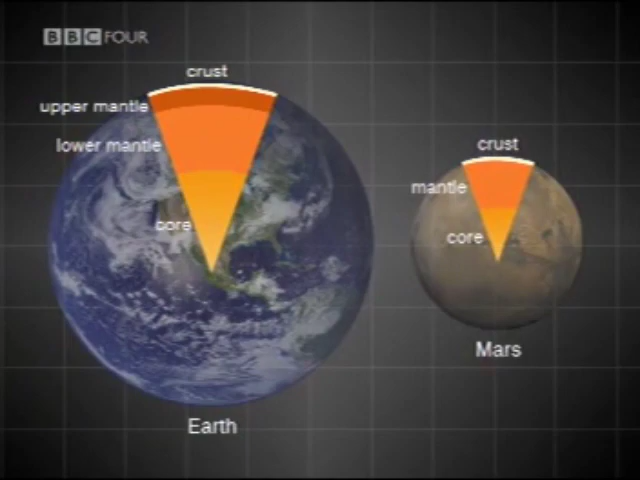 BBC FOUR
crust
upper mantle
lower mantle
core
Earth
crust
mantle
core
Mars